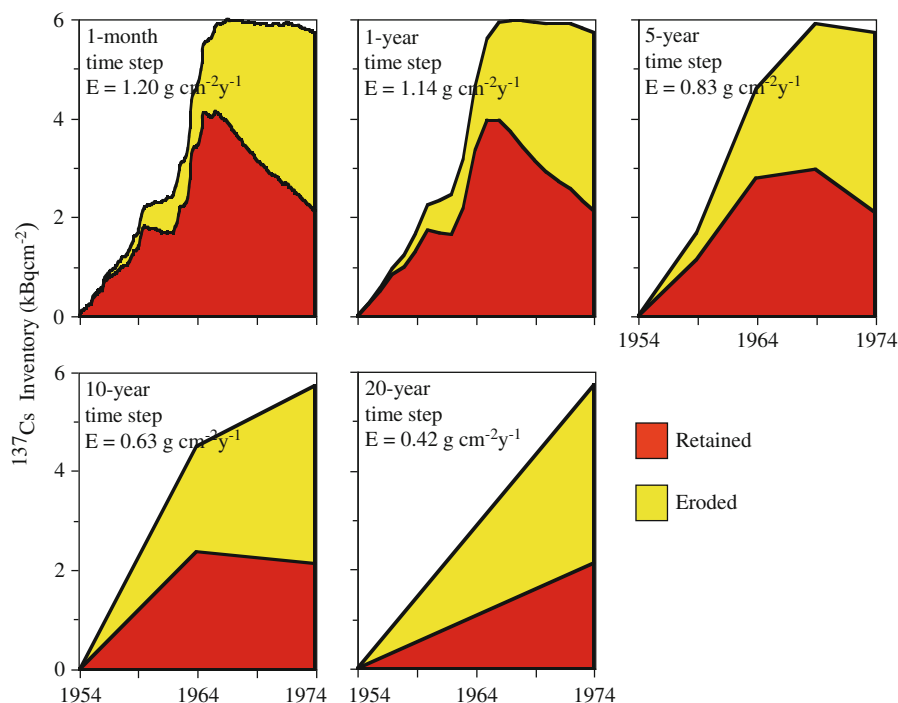 6
4
2
0
1-month
time step
E = 1.20 g cm⁻²y⁻¹
1-year
time step
E = 1.14 g cm⁻²y⁻¹
5-year
time step
E = 0.83 g cm⁻²y⁻¹
1954 1964 1974
¹³⁷Cs Inventory (kBqcm⁻²)
6
4
2
0
10-year
time step
E = 0.63 g cm⁻²y⁻¹
1954 1964 1974
20-year
time step
E = 0.42 g cm⁻²y⁻¹
1954 1964 1974
Retained
Eroded